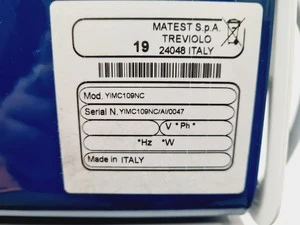 MATEST S.p.A.
TREVIOLO
19 24048 ITALY
Mod. YIMC109NC
Serial N. YIMC109NC/AI/0047
V * Ph *
*Hz *W
Made in ITALY